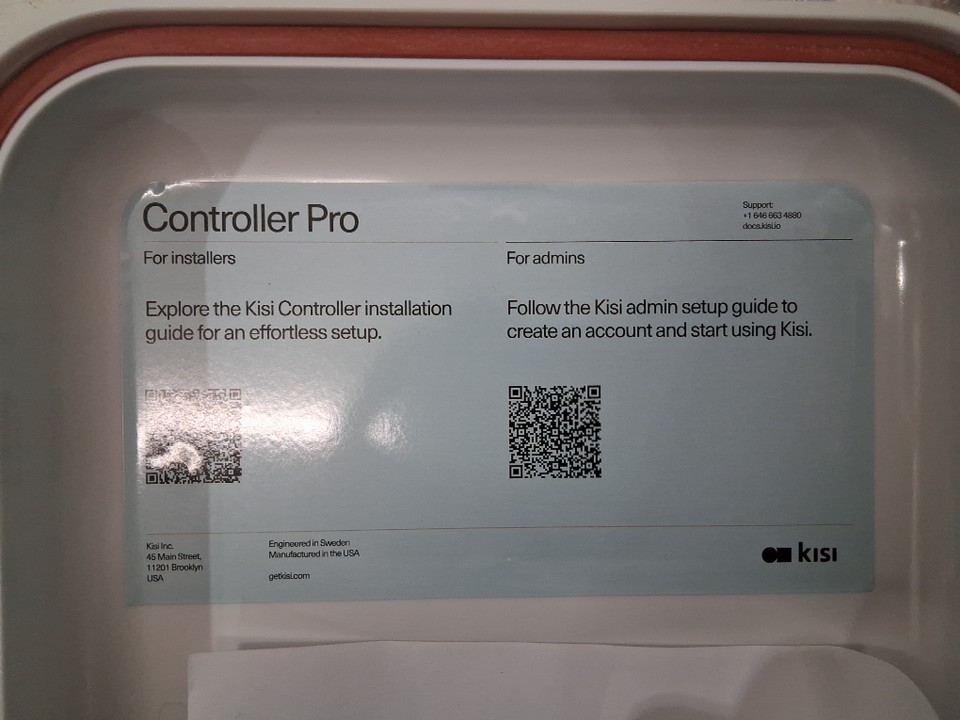 Controller Pro
Support:
+1 646 663 4880
docs.kisi.io
For installers
For admins
Explore the Kisi Controller installation
guide for an effortless setup.
Follow the Kisi admin setup guide to
create an account and start using Kisi.
Kisi Inc.
45 Main Street,
11201 Brooklyn
USA
Engineered in Sweden
Manufactured in the USA
getkisi.com
kisi